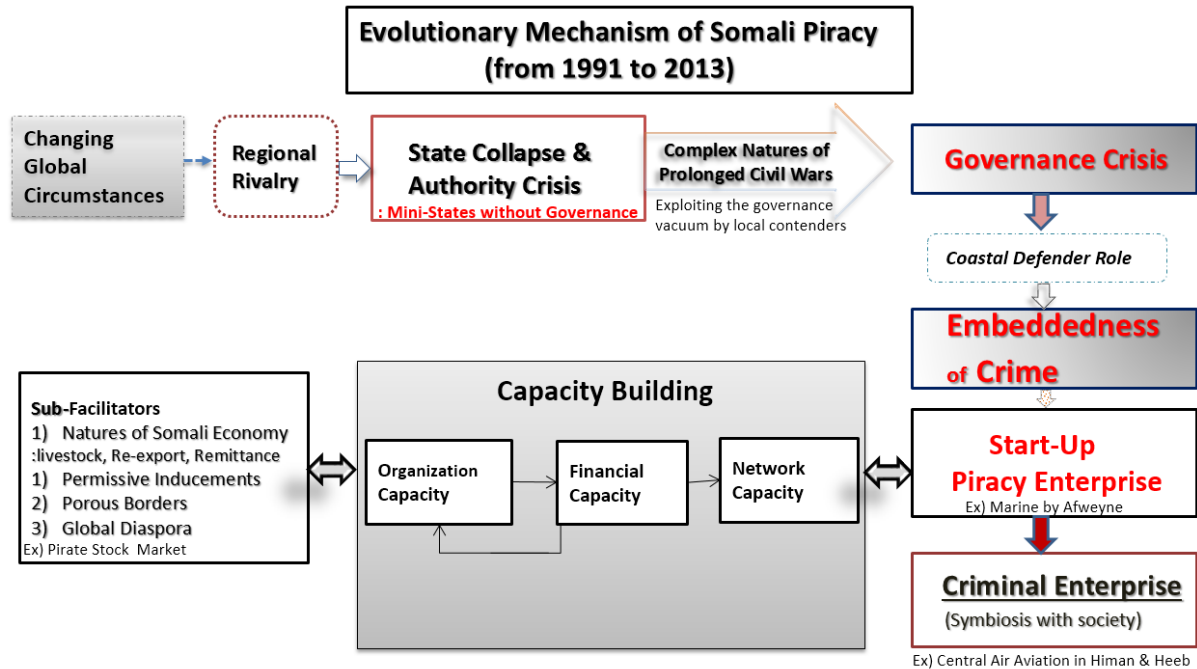 Evolutionary Mechanism of Somali Piracy
(from 1991 to 2013)
Changing
Global
Circumstances
Regional
Rivalry
State Collapse &
Authority Crisis
: Mini-States without Governance
Complex Natures of
Prolonged Civil Wars
Exploiting the governance
vacuum by local contenders
Governance Crisis
Coastal Defender Role
Embeddedness
of Crime
Start-Up
Piracy Enterprise
Ex) Marine by Afweyne
Criminal Enterprise
(Symbiosis with society)
Ex) Central Air Aviation in Himan & Heeb
Capacity Building
Organization
Capacity
Financial
Capacity
Network
Capacity
Sub-Facilitators
1) Natures of Somali Economy
:livestock, Re-export, Remittance
1) Permissive Inducements
2) Porous Borders
3) Global Diaspora
Ex) Pirate Stock Market